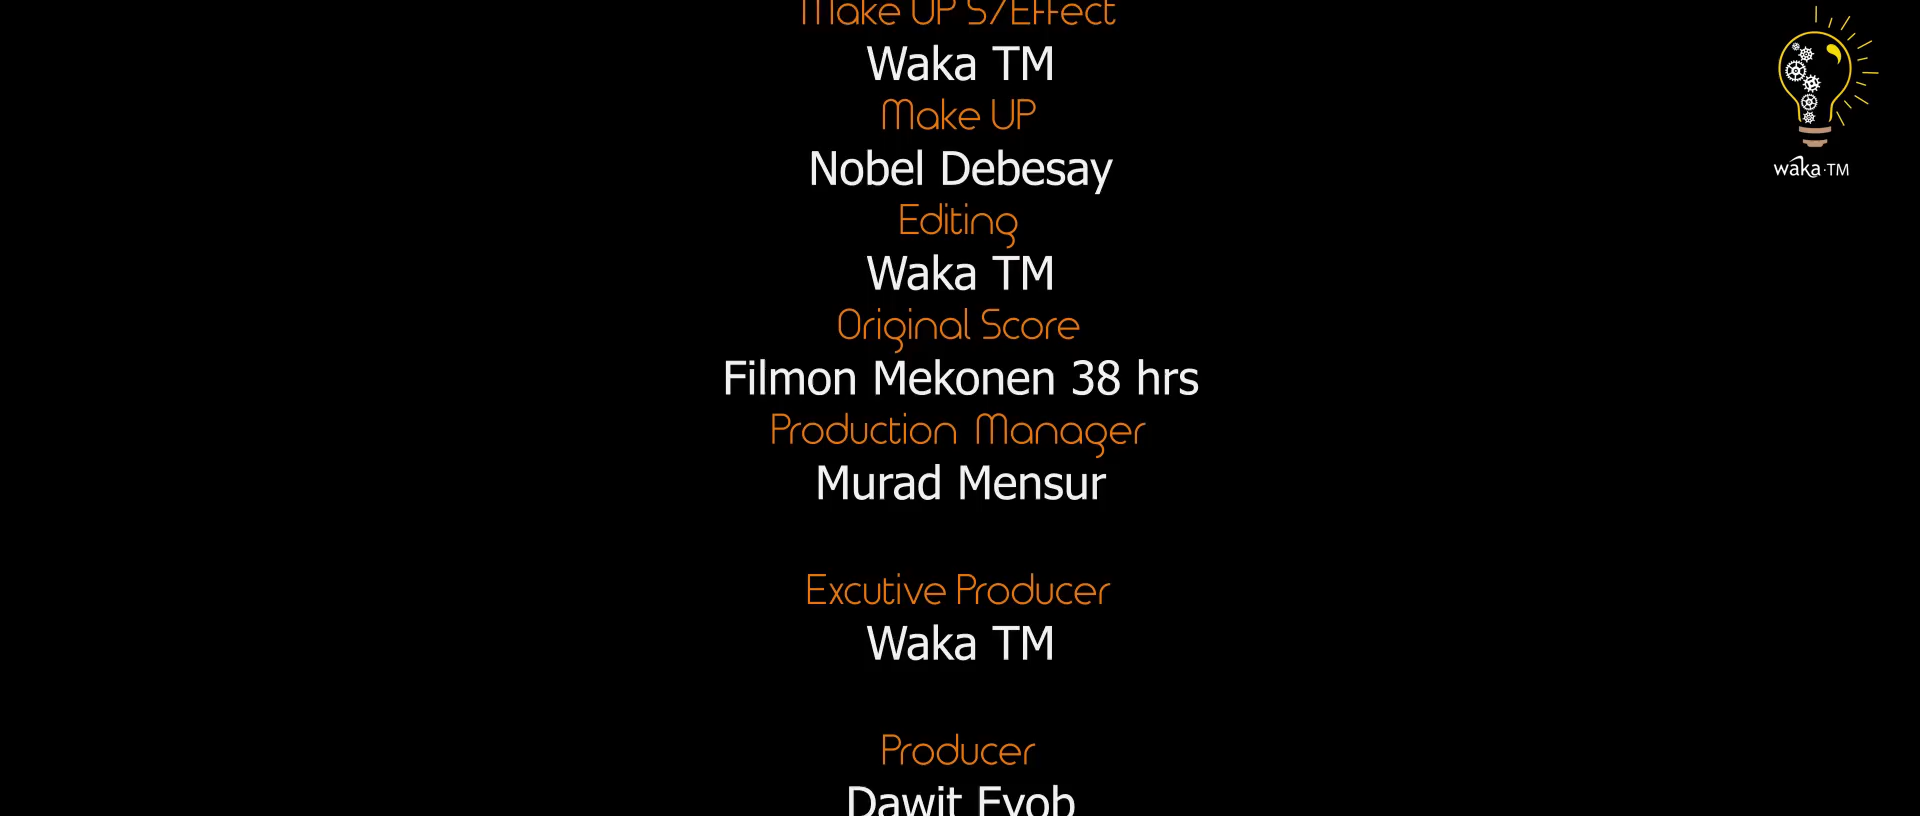 Make UP S/Effect
Waka TM
Make UP
Nobel Debesay
Editing
Waka TM
Original Score
Filmon Mekonen 38 hrs
Production Manager
Murad Mensur
Excutive Producer
Waka TM
Producer
Dawit Eyob
waka·TM